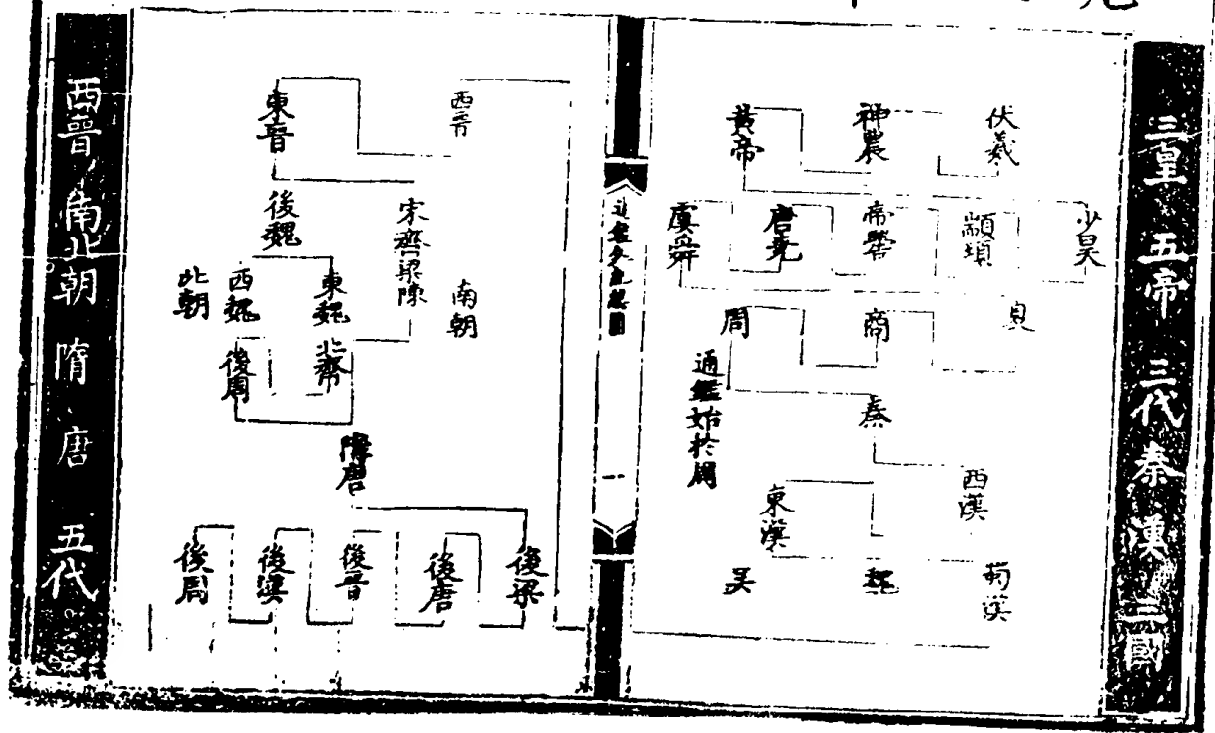 三皇 五帝 三代 秦 漢 三國
伏羲
神農
黃帝
少昊
顓頊
帝嚳
唐堯
虞舜
夏
商
周
通鑑始於周
秦
西漢
東漢
蜀漢
魏
吳
一
西晉
東晉
宋齊梁陳
南朝
後魏
東魏
西魏
北朝
北齊
後周
隋唐
後梁
後唐
後晉
後漢
後周
西晉 南北朝 隋 唐 五代